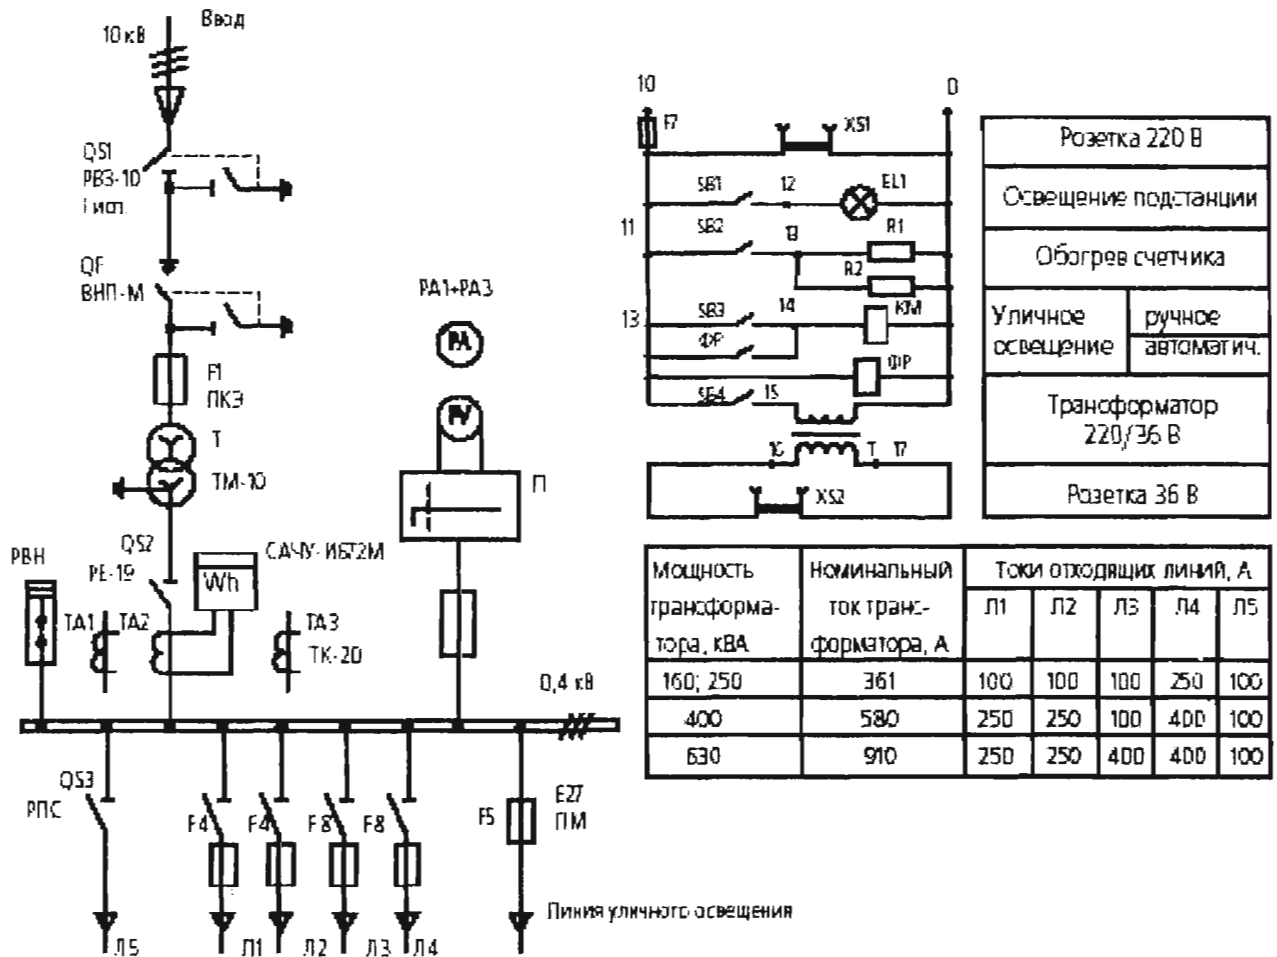 Ввод
10 кВ
QS1
РВЗ-10
I исп.
QF
ВНП-М
F1
ПКЭ
Т
ТМ-10
QS2
РЕ-19
САЧУ-И672М
Wh
РВН
ТА1
ТА2
ТА3
ТК-20
РА1÷РА3
РА
PV
П
0,4 кВ
QS3
РПС
F4
F4
F8
F8
F5
Е27
ПМ
Л5
Л1
Л2
Л3
Л4
Линия уличного освещения
10
0
F7
XS1
SB1
12
EL1
11
SB2
13
R1
R2
13
SB3
14
КМ
ФР
ФР
SB4
15
16
Т
17
XS2
Розетка 220 В
Освещение подстанции
Обогрев счетчика
Уличное освещение
ручное
автоматич.
Трансформатор
220/36 В
Розетка 36 В
Мощность
трансформа-
тора, кВА
Номинальный
ток транс-
форматора, А
Токи отходящих линий, А
Л1 Л2 Л3 Л4 Л5
160; 250 361 100 100 100 250 100
400 580 250 250 100 400 100
630 910 250 250 400 400 100